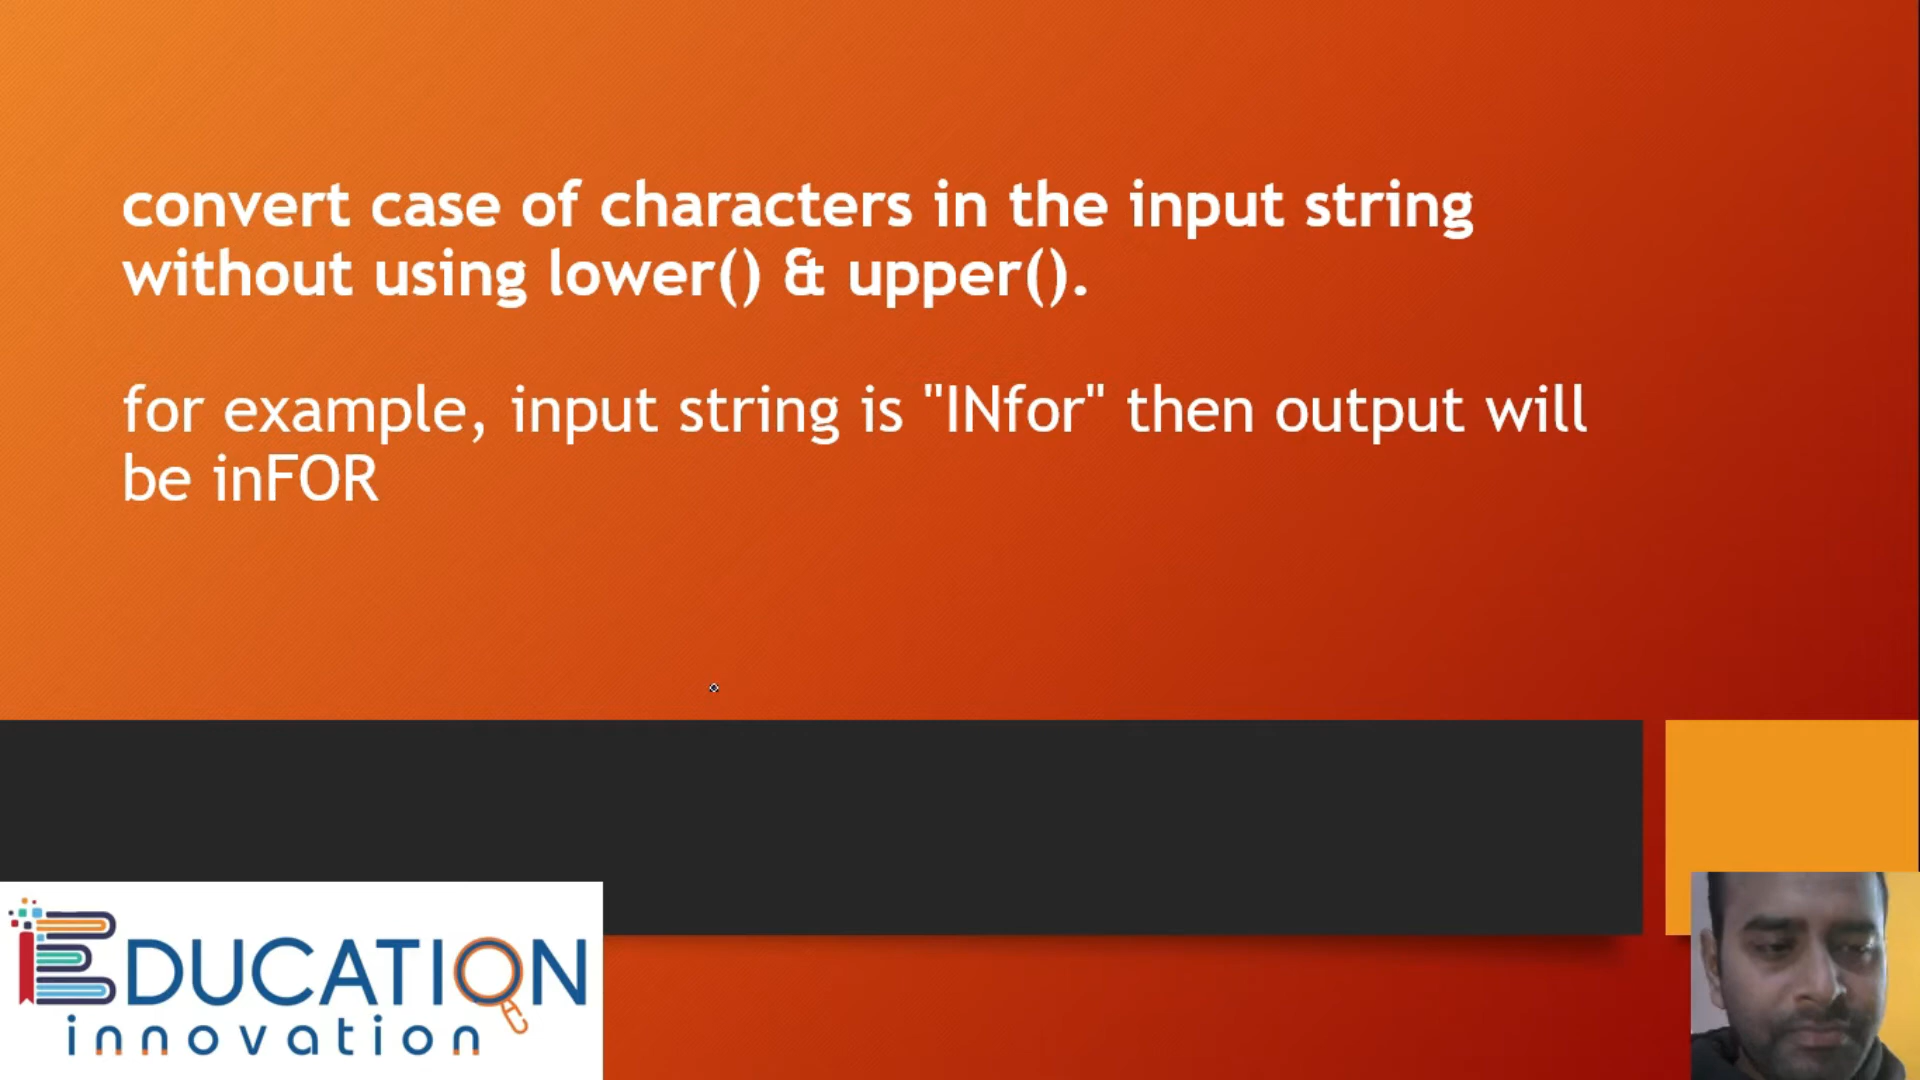 convert case of characters in the input string
without using lower() & upper().
for example, input string is "INfor" then output will
be inFOR
EDUCATION
innovation